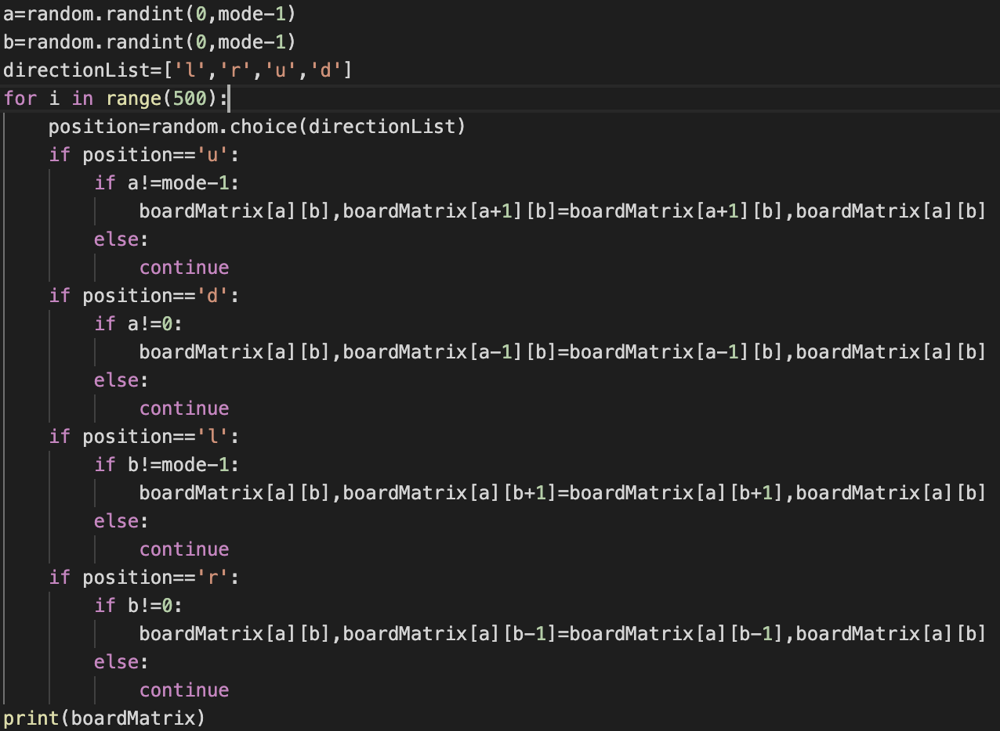 a=random.randint(0,mode-1)
b=random.randint(0,mode-1)
directionList=['l','r','u','d']
for i in range(500):
    position=random.choice(directionList)
    if position=='u':
        if a!=mode-1:
            boardMatrix[a][b],boardMatrix[a+1][b]=boardMatrix[a+1][b],boardMatrix[a][b]
        else:
            continue
    if position=='d':
        if a!=0:
            boardMatrix[a][b],boardMatrix[a-1][b]=boardMatrix[a-1][b],boardMatrix[a][b]
        else:
            continue
    if position=='l':
        if b!=mode-1:
            boardMatrix[a][b],boardMatrix[a][b+1]=boardMatrix[a][b+1],boardMatrix[a][b]
        else:
            continue
    if position=='r':
        if b!=0:
            boardMatrix[a][b],boardMatrix[a][b-1]=boardMatrix[a][b-1],boardMatrix[a][b]
        else:
            continue
print(boardMatrix)